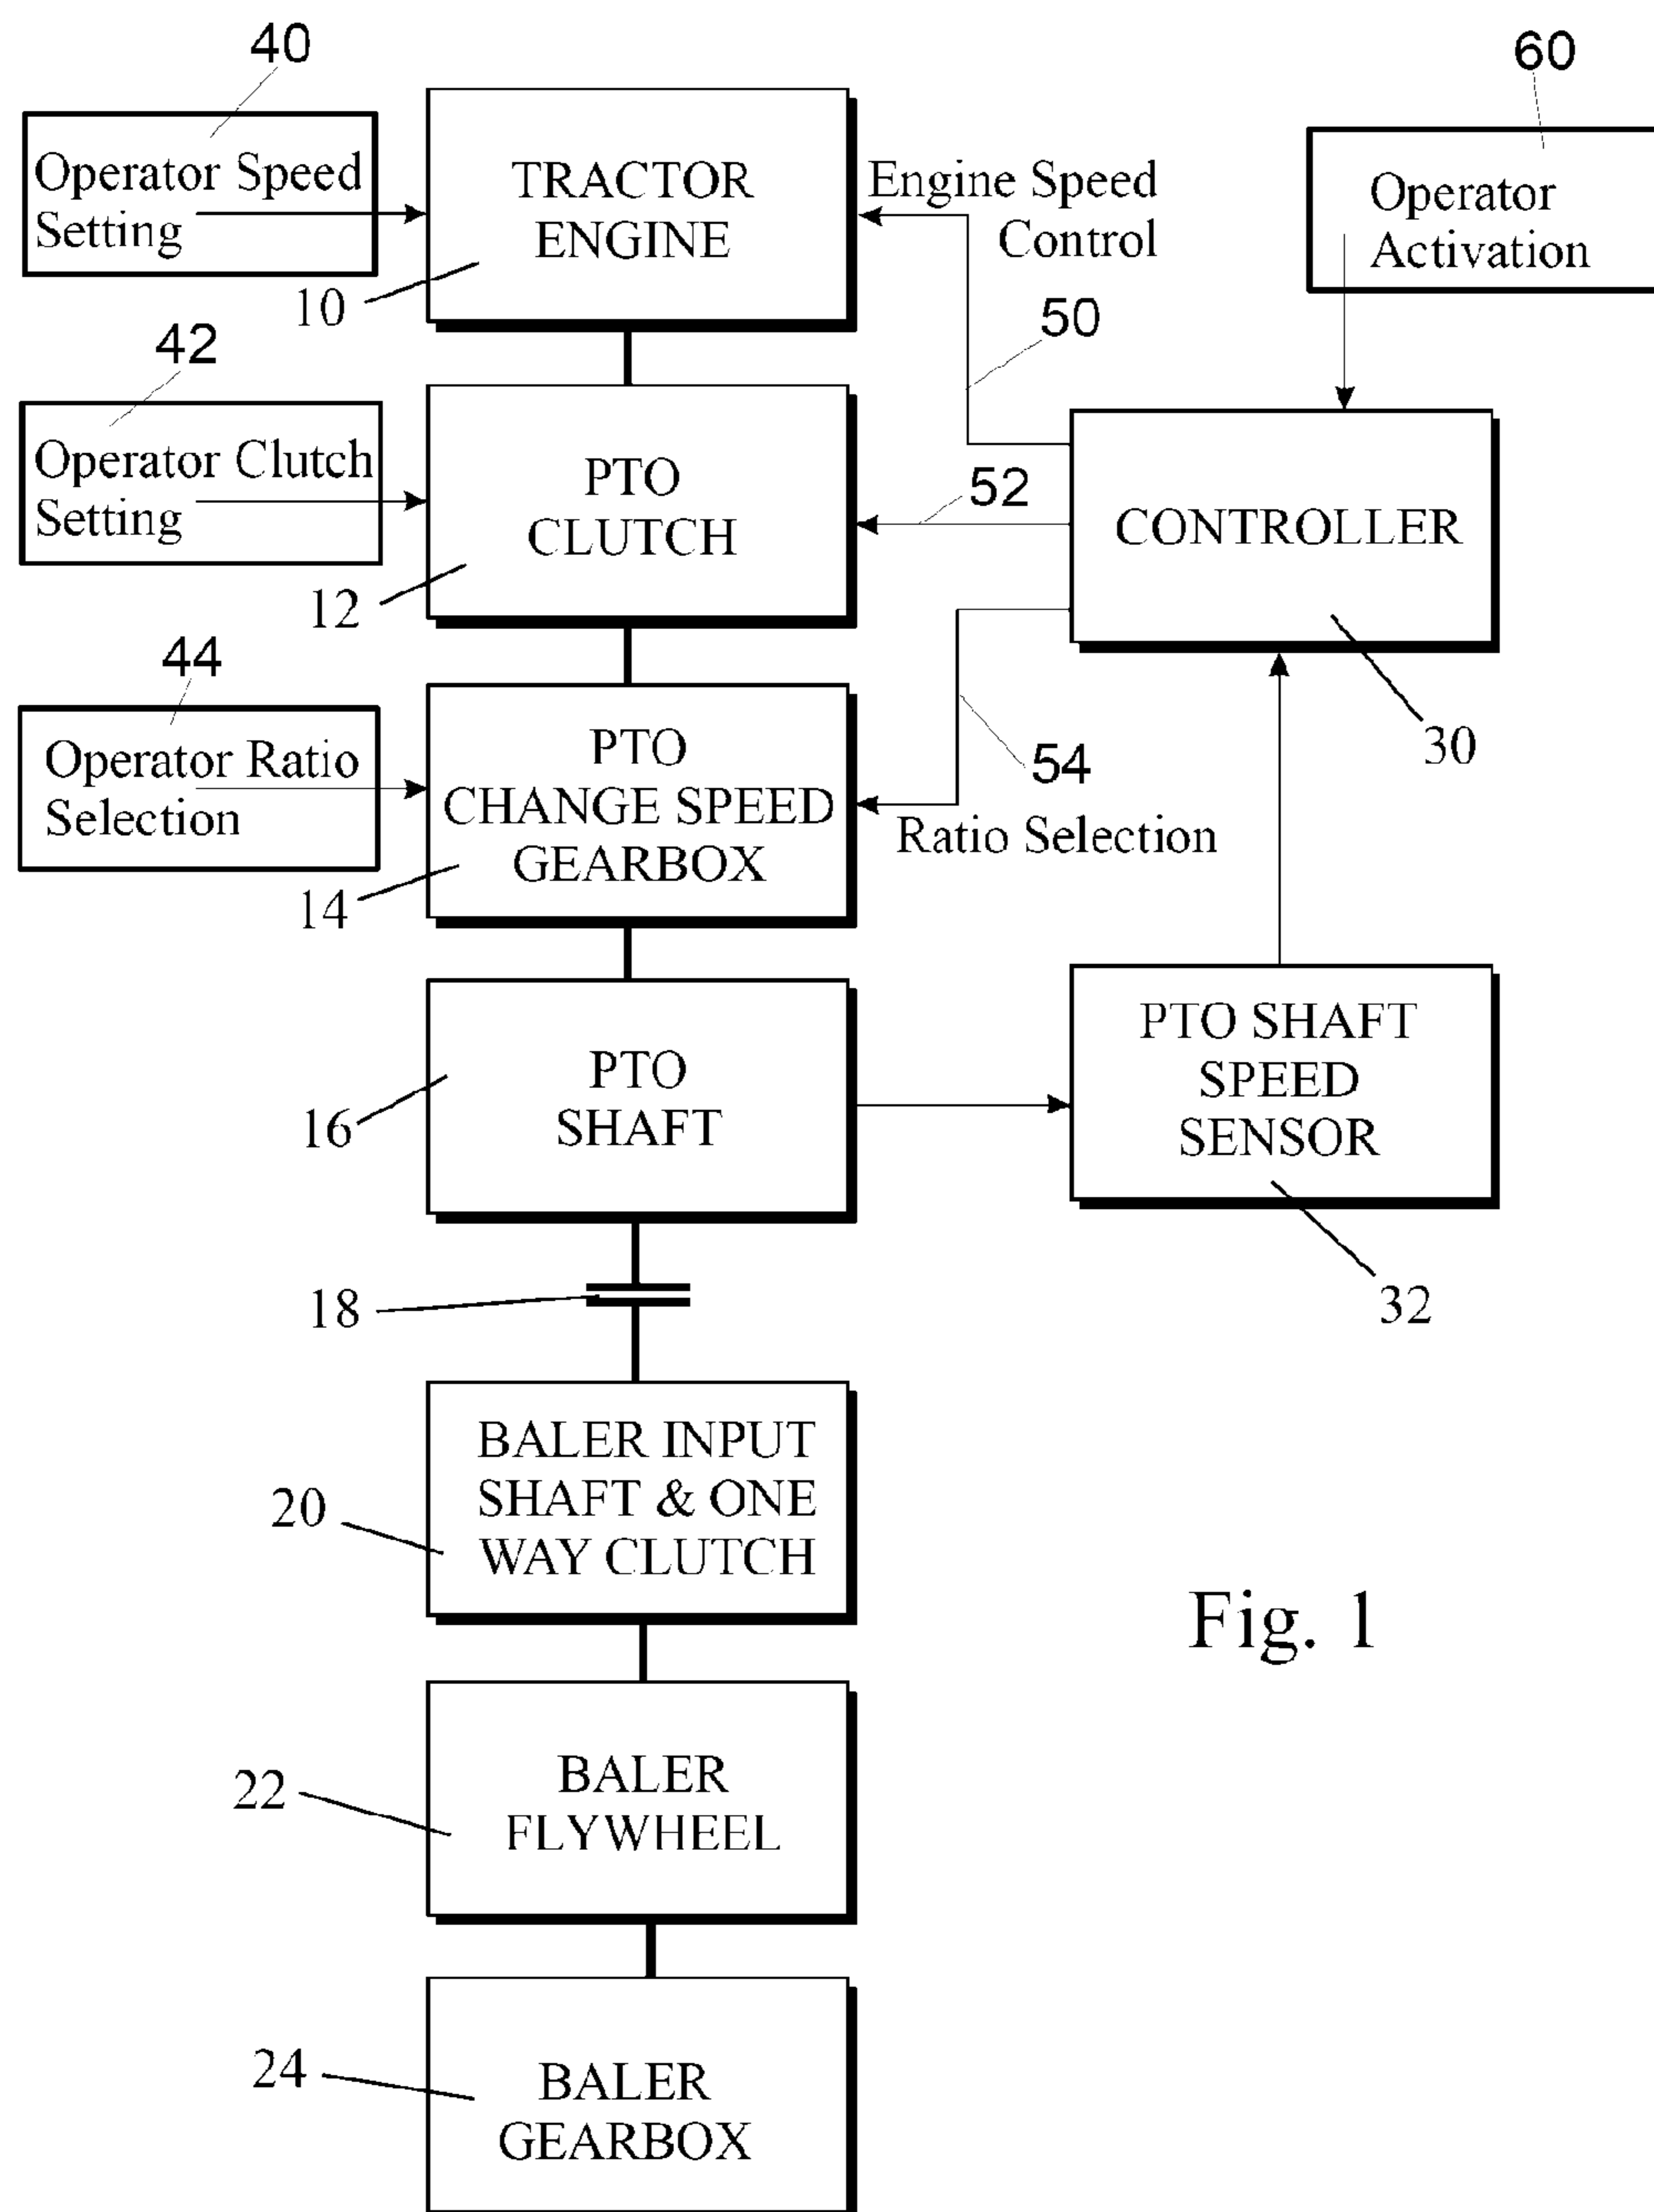 40
60
Operator Speed
Setting
TRACTOR
ENGINE
10
Engine Speed
Control
Operator
Activation
50
42
Operator Clutch
Setting
PTO
CLUTCH
12
52
CONTROLLER
30
44
Operator Ratio
Selection
PTO
CHANGE SPEED
GEARBOX
14
54
Ratio Selection
PTO
SHAFT
16
PTO SHAFT
SPEED
SENSOR
32
18
BALER INPUT
SHAFT & ONE
WAY CLUTCH
20
Fig. 1
BALER
FLYWHEEL
22
BALER
GEARBOX
24